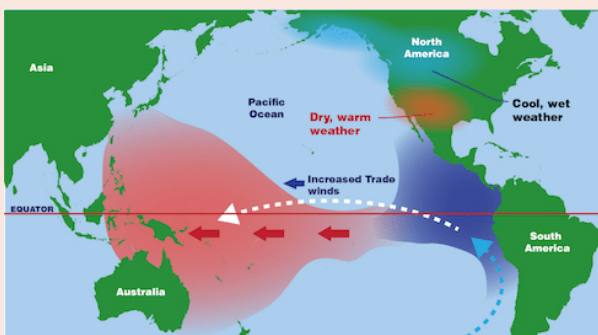 North
America
Asia
Cool, wet
weather
Pacific
Ocean
Dry, warm
weather
Increased Trade
winds
EQUATOR
South
America
Australia